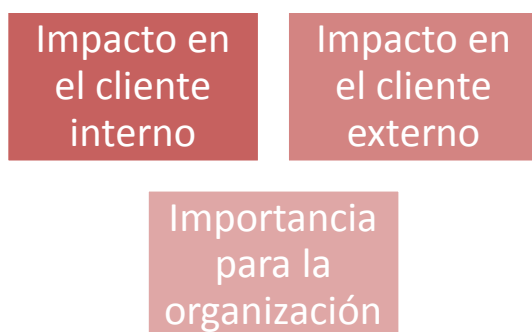 Impacto en
el cliente
interno
Impacto en
el cliente
externo
Importancia
para la
organización